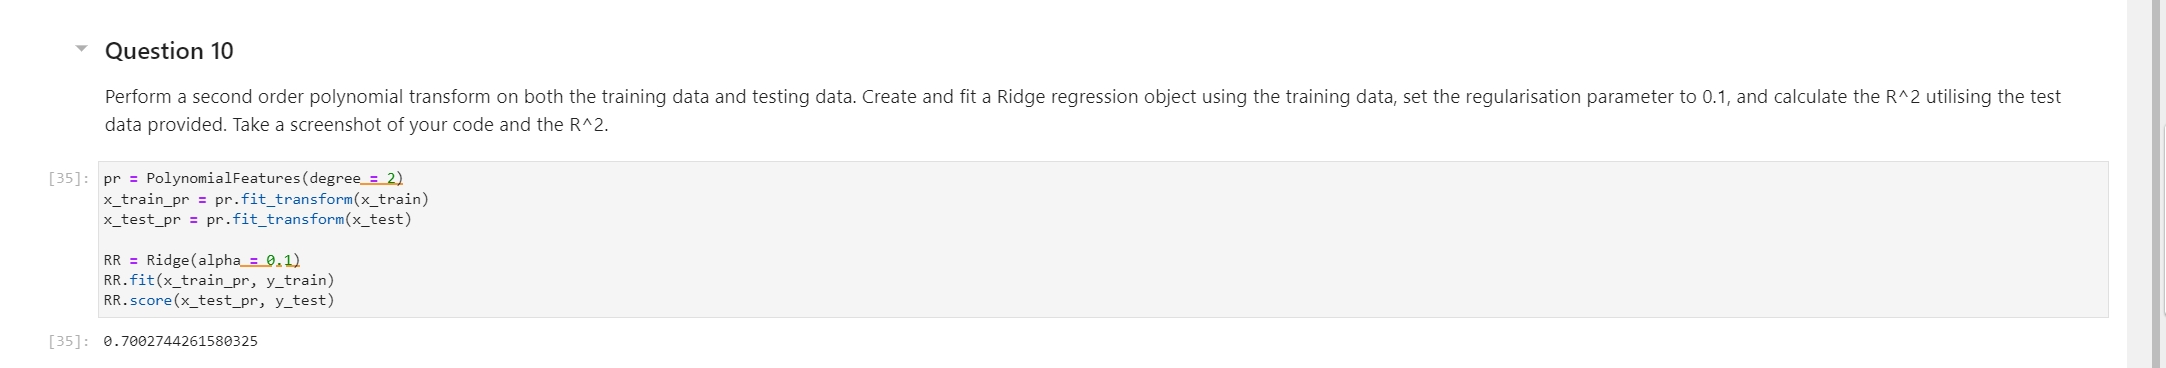 Question 10
Perform a second order polynomial transform on both the training data and testing data. Create and fit a Ridge regression object using the training data, set the regularisation parameter to 0.1, and calculate the R^2 utilising the test
data provided. Take a screenshot of your code and the R^2.
[35]: pr = PolynomialFeatures(degree = 2)
x_train_pr = pr.fit_transform(x_train)
x_test_pr = pr.fit_transform(x_test)
RR = Ridge(alpha = 0.1)
RR.fit(x_train_pr, y_train)
RR.score(x_test_pr, y_test)
[35]: 0.7002744261580325